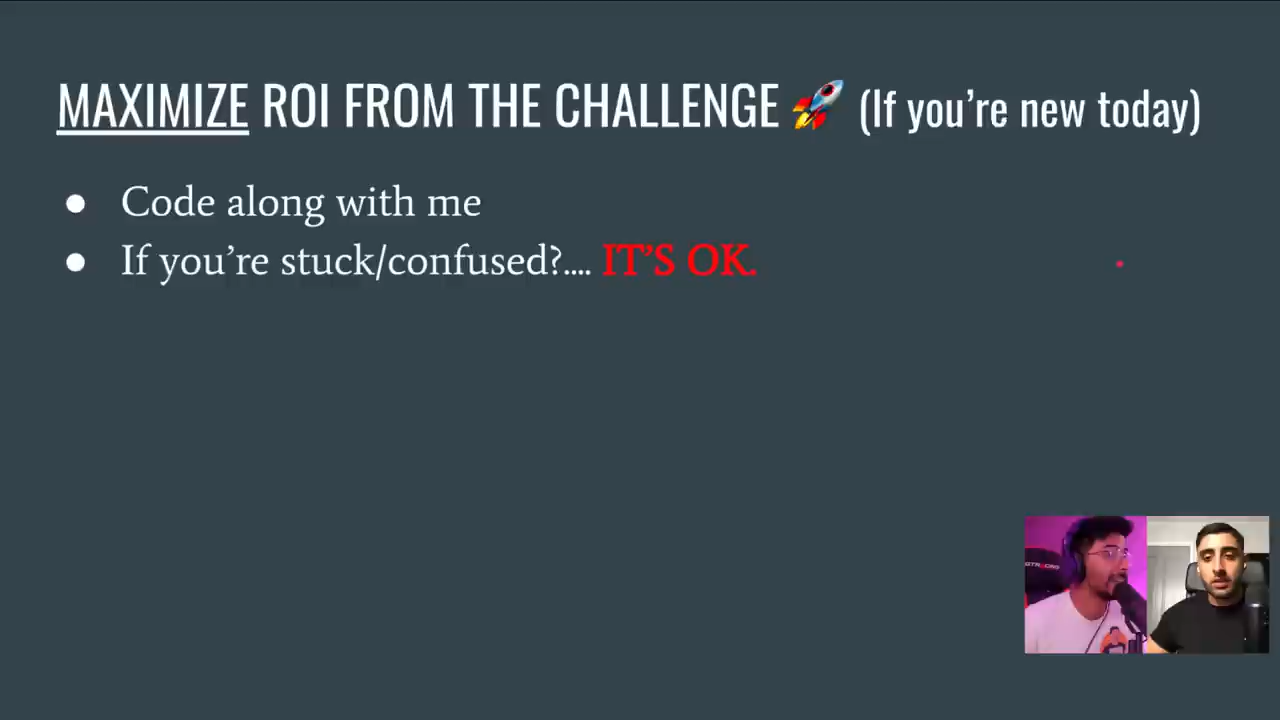 MAXIMIZE ROI FROM THE CHALLENGE 🚀 (If you’re new today)
● Code along with me
● If you’re stuck/confused?.... IT’S OK.
GTRACING